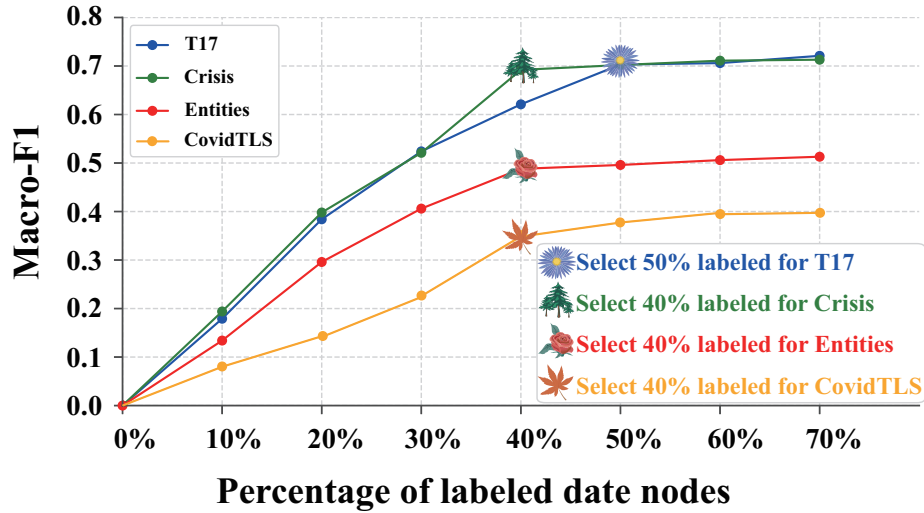 Macro-F1
0.8
0.7
0.6
0.5
0.4
0.3
0.2
0.1
0.0
T17
Crisis
Entities
CovidTLS
Select 50% labeled for T17
Select 40% labeled for Crisis
Select 40% labeled for Entities
Select 40% labeled for CovidTLS
0% 10% 20% 30% 40% 50% 60% 70%
Percentage of labeled date nodes